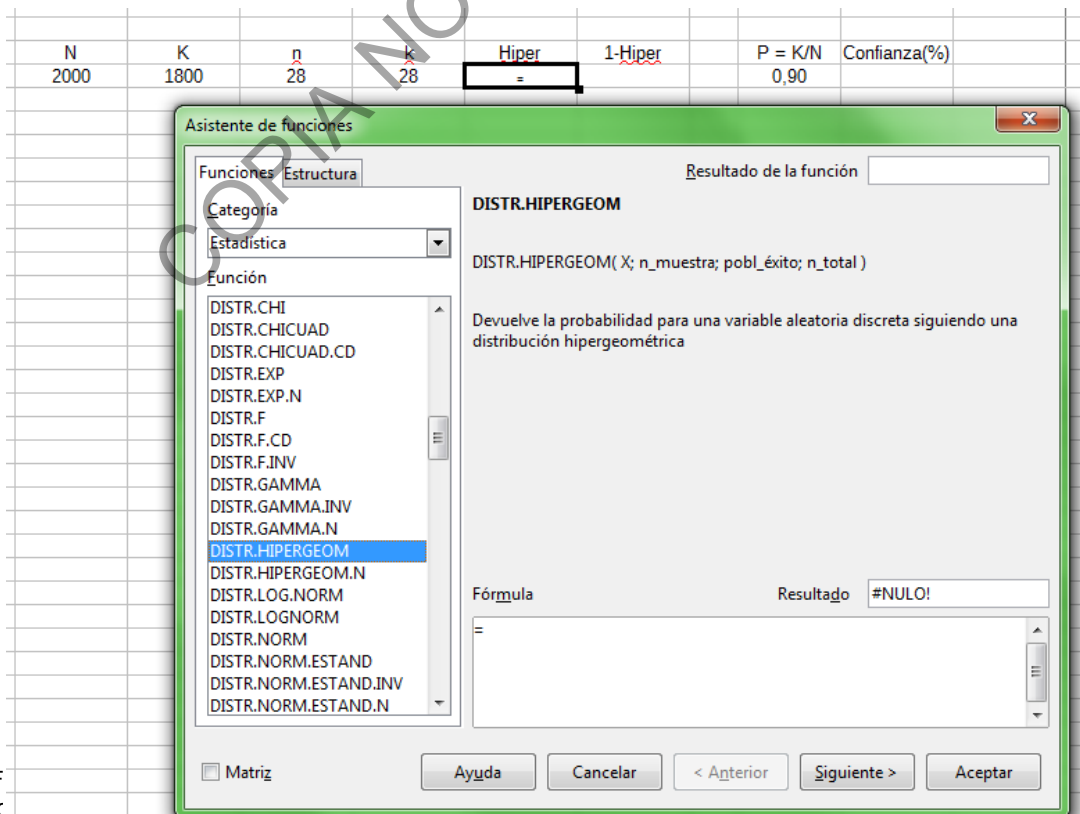 COPIA NO
N K n k Hiper 1-Hiper P = K/N Confianza(%)
2000 1800 28 28 = 0,90
Asistente de funciones
Funciones Estructura
Resultado de la función
Categoría
Estadística
Función
DISTR.CHI
DISTR.CHICUAD
DISTR.CHICUAD.CD
DISTR.EXP
DISTR.EXP.N
DISTR.F
DISTR.F.CD
DISTR.F.INV
DISTR.GAMMA
DISTR.GAMMA.INV
DISTR.GAMMA.N
DISTR.HIPERGEOM
DISTR.HIPERGEOM.N
DISTR.LOG.NORM
DISTR.LOGNORM
DISTR.NORM
DISTR.NORM.ESTAND
DISTR.NORM.ESTAND.INV
DISTR.NORM.ESTAND.N
DISTR.HIPERGEOM
DISTR.HIPERGEOM( X; n_muestra; pobl_éxito; n_total )
Devuelve la probabilidad para una variable aleatoria discreta siguiendo una
distribución hipergeométrica
Fórmula
Resultado #NULO!
=
Matriz
Ayuda Cancelar < Anterior Siguiente > Aceptar